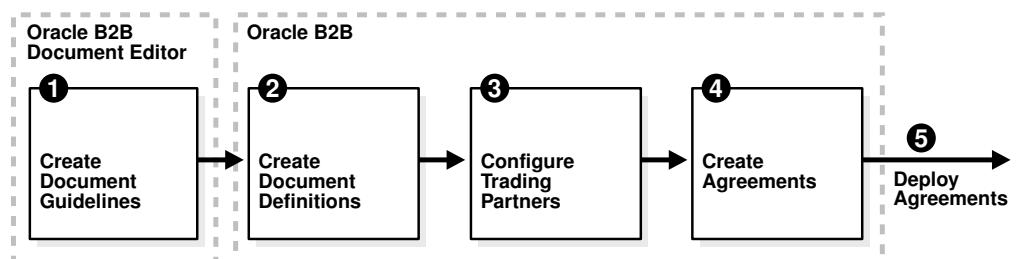 Oracle B2B
Document Editor
Oracle B2B
1
Create
Document
Guidelines
2
Create
Document
Definitions
3
Configure
Trading
Partners
4
Create
Agreements
5
Deploy
Agreements